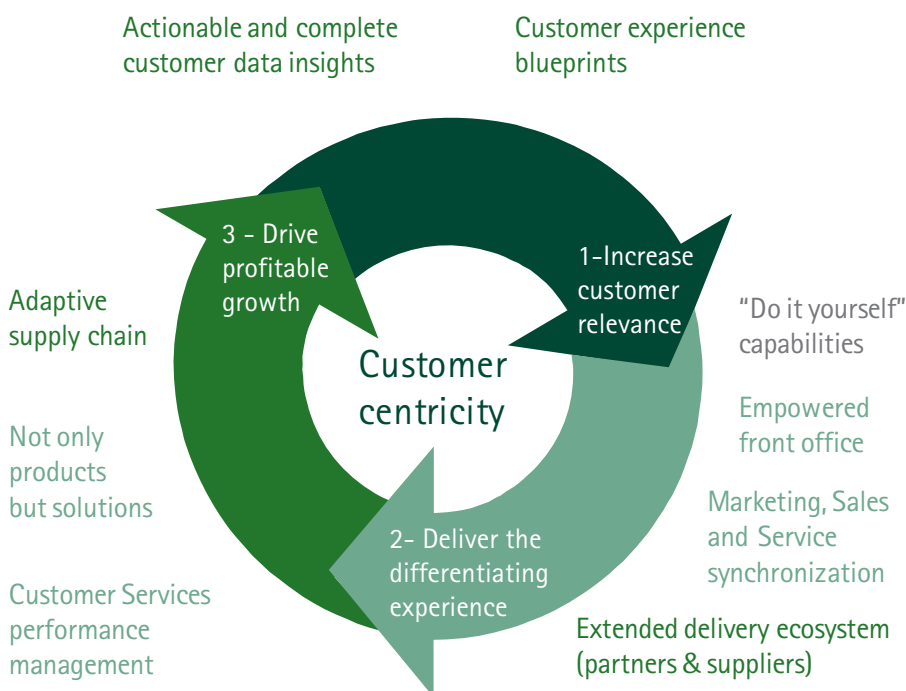 Actionable and complete
customer data insights
Customer experience
blueprints
3 - Drive
profitable
growth
1-Increase
customer
relevance
Adaptive
supply chain
"Do it yourself"
capabilities
Customer
centricity
Empowered
front office
Not only
products
but solutions
Marketing, Sales
and Service
synchronization
2- Deliver the
differentiating
experience
Customer Services
performance
management
Extended delivery ecosystem
(partners & suppliers)